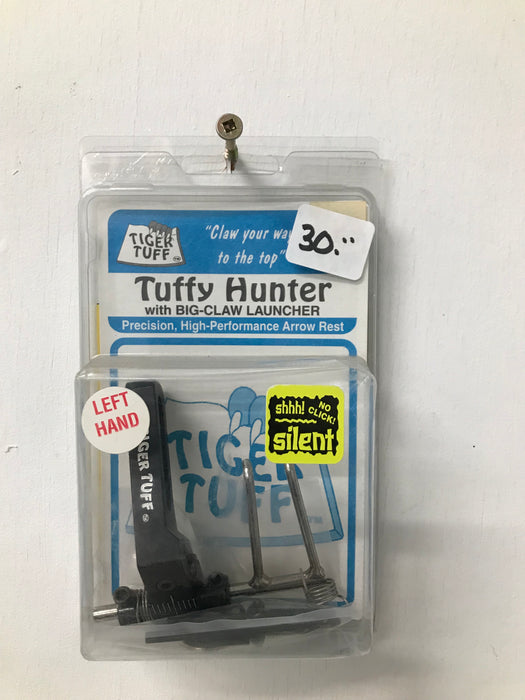 TIGER
TUFF
"Claw your
to the top"
30."
Tuffy Hunter
with BIG-CLAW LAUNCHER
Precision, High-Performance Arrow Rest
LEFT
HAND
shhh!
NO
CLICK!
silent
TIGER
TUFF
TUFF